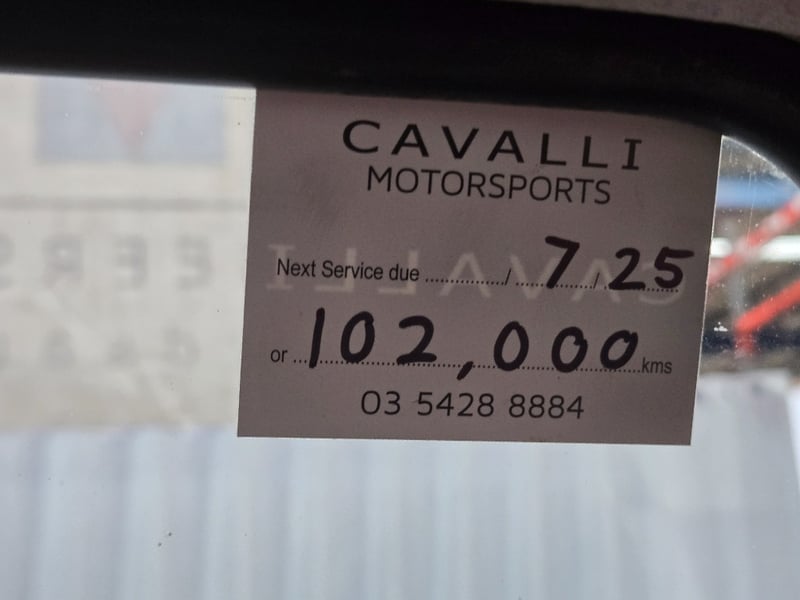 CAVALLI
MOTORSPORTS
Next Service due ............./ .....7...../ 25
or ...102,000...kms
03 5428 8884